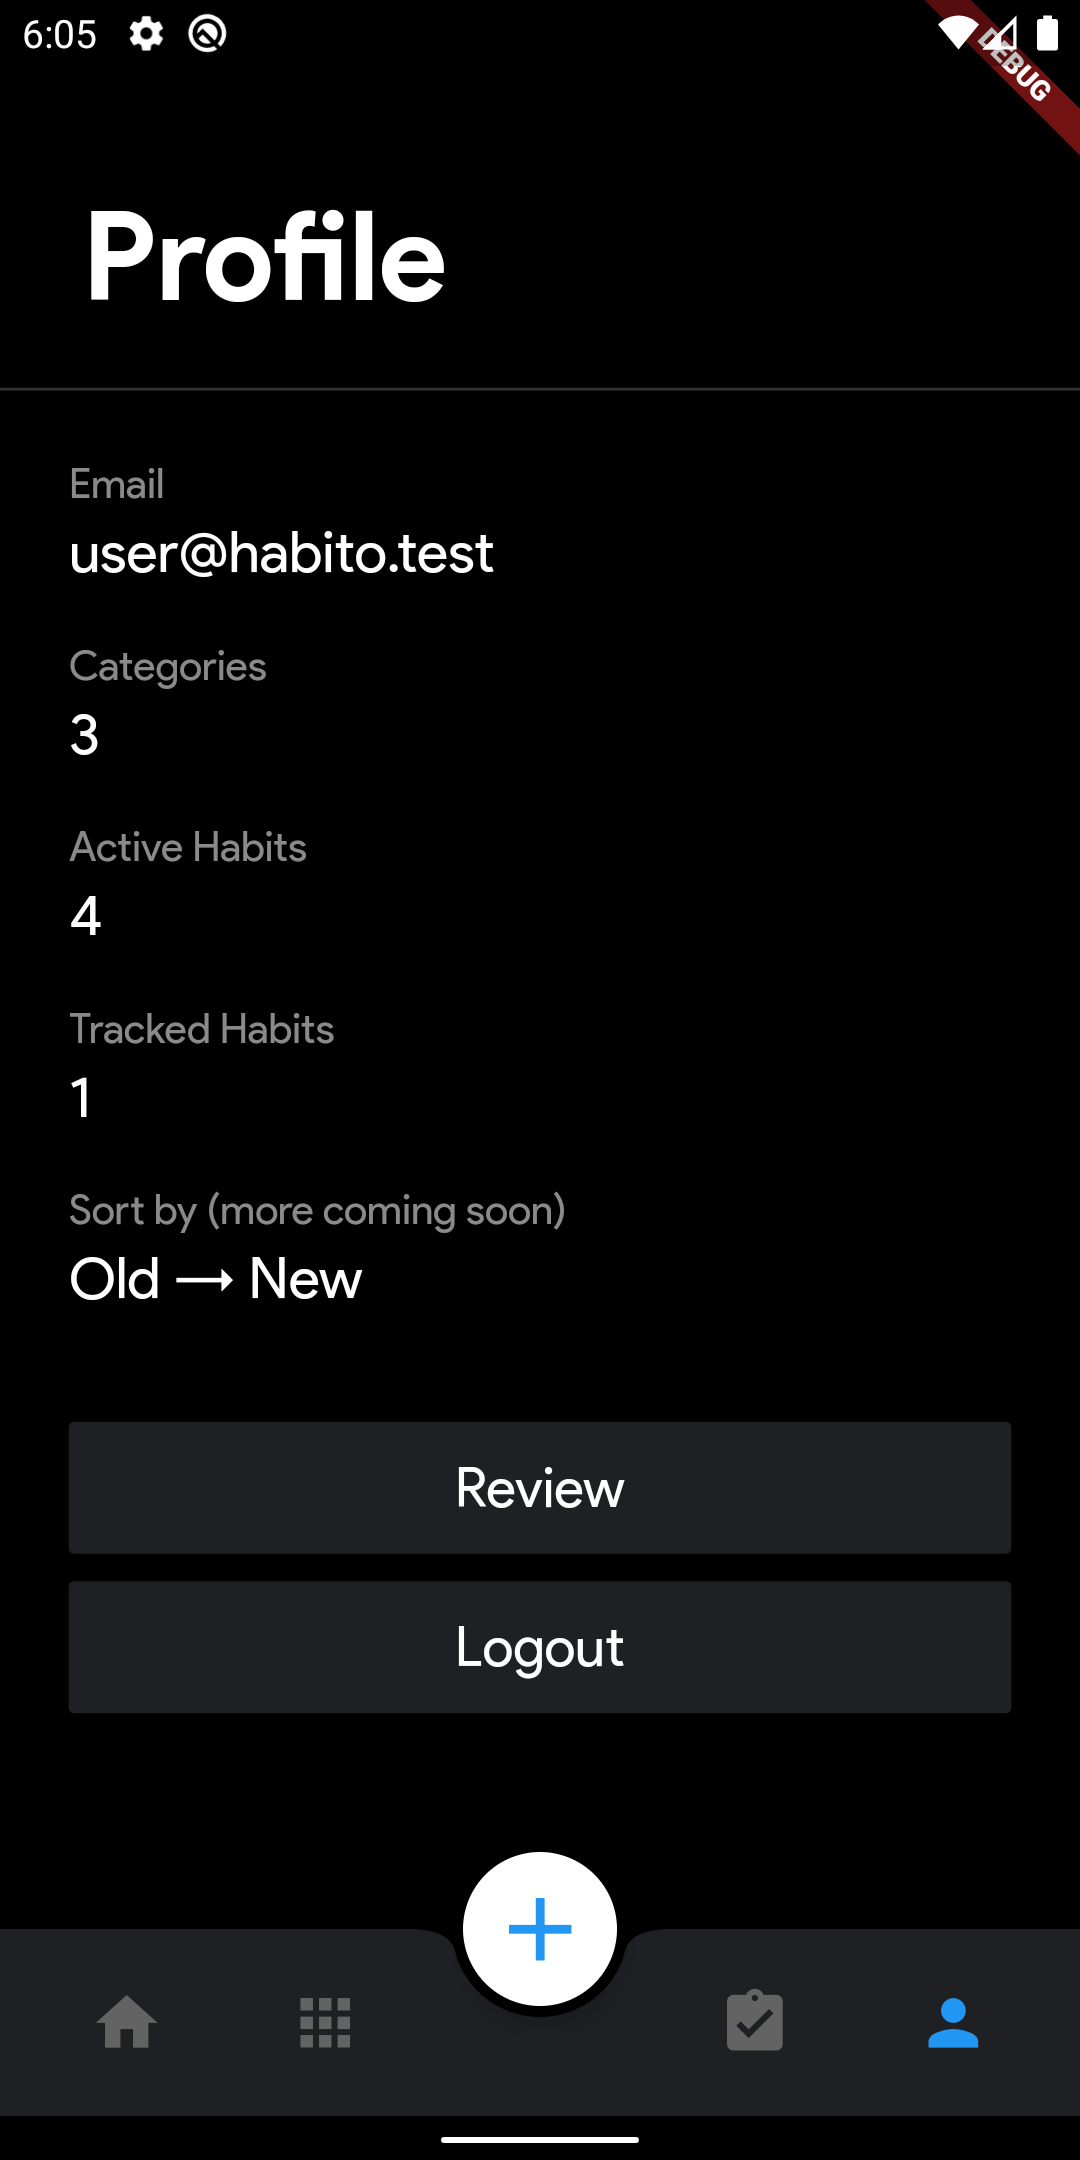 6:05
DEBUG
Profile
Email
user@habito.test
Categories
3
Active Habits
4
Tracked Habits
1
Sort by (more coming soon)
Old → New
Review
Logout